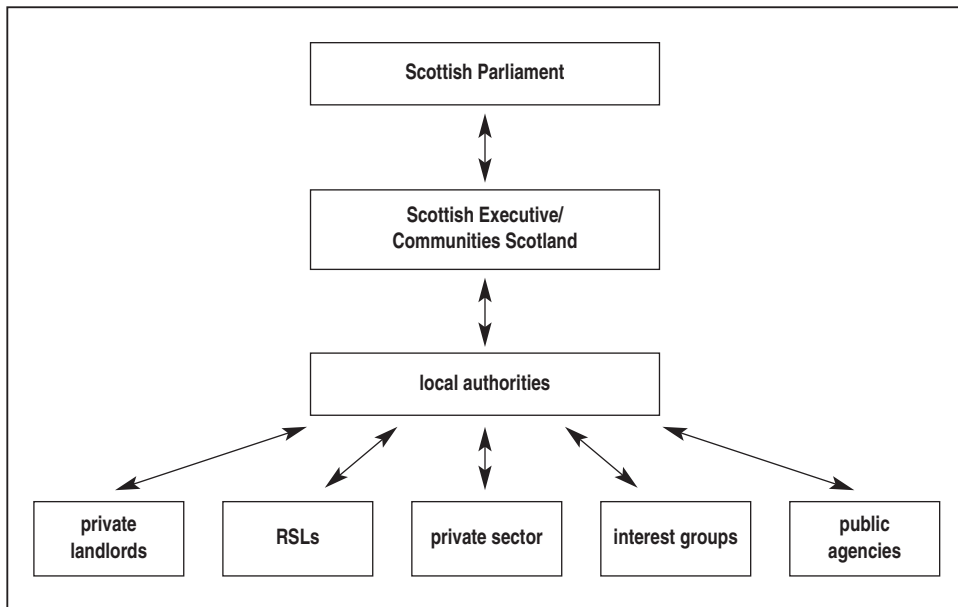 Scottish Parliament
Scottish Executive/
Communities Scotland
local authorities
private
landlords
RSLs
private sector
interest groups
public
agencies